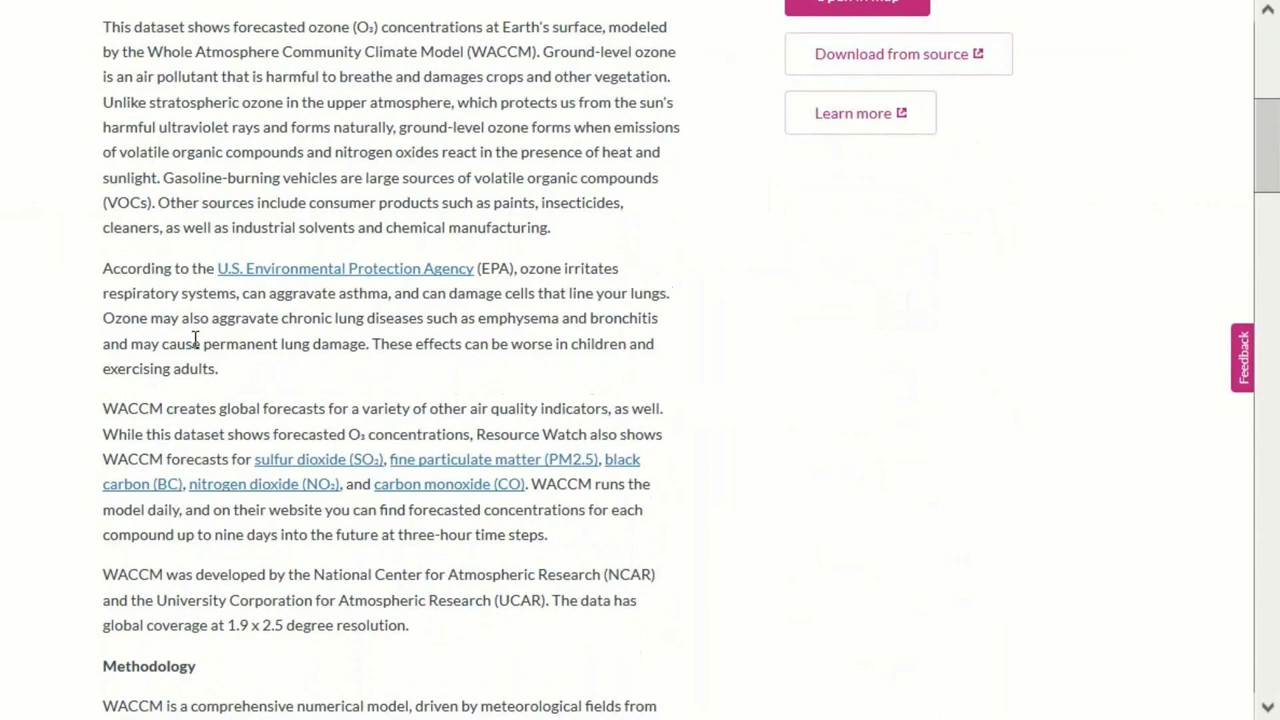 This dataset shows forecasted ozone (O₃) concentrations at Earth's surface, modeled
by the Whole Atmosphere Community Climate Model (WACCM). Ground-level ozone
is an air pollutant that is harmful to breathe and damages crops and other vegetation.
Unlike stratospheric ozone in the upper atmosphere, which protects us from the sun's
harmful ultraviolet rays and forms naturally, ground-level ozone forms when emissions
of volatile organic compounds and nitrogen oxides react in the presence of heat and
sunlight. Gasoline-burning vehicles are large sources of volatile organic compounds
(VOCs). Other sources include consumer products such as paints, insecticides,
cleaners, as well as industrial solvents and chemical manufacturing.
According to the U.S. Environmental Protection Agency (EPA), ozone irritates
respiratory systems, can aggravate asthma, and can damage cells that line your lungs.
Ozone may also aggravate chronic lung diseases such as emphysema and bronchitis
and may cause permanent lung damage. These effects can be worse in children and
exercising adults.
WACCM creates global forecasts for a variety of other air quality indicators, as well.
While this dataset shows forecasted O₃ concentrations, Resource Watch also shows
WACCM forecasts for sulfur dioxide (SO₂), fine particulate matter (PM2.5), black
carbon (BC), nitrogen dioxide (NO₂), and carbon monoxide (CO). WACCM runs the
model daily, and on their website you can find forecasted concentrations for each
compound up to nine days into the future at three-hour time steps.
WACCM was developed by the National Center for Atmospheric Research (NCAR)
and the University Corporation for Atmospheric Research (UCAR). The data has
global coverage at 1.9 x 2.5 degree resolution.
Methodology
WACCM is a comprehensive numerical model, driven by meteorological fields from
Open in map
Download from source
Learn more
Feedback